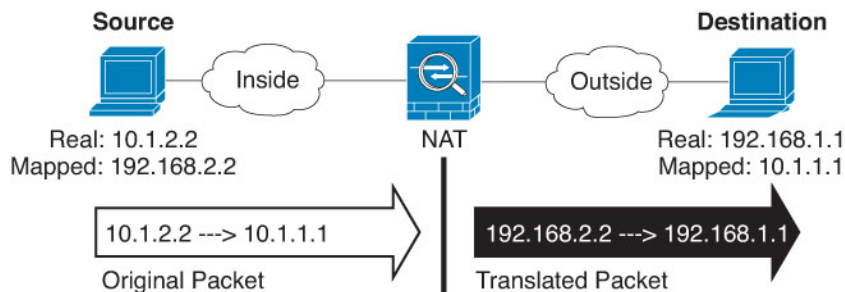 Source
Destination
Inside
Outside
Real: 10.1.2.2
Mapped: 192.168.2.2
NAT
Real: 192.168.1.1
Mapped: 10.1.1.1
10.1.2.2 ---> 10.1.1.1
192.168.2.2 ---> 192.168.1.1
Original Packet
Translated Packet